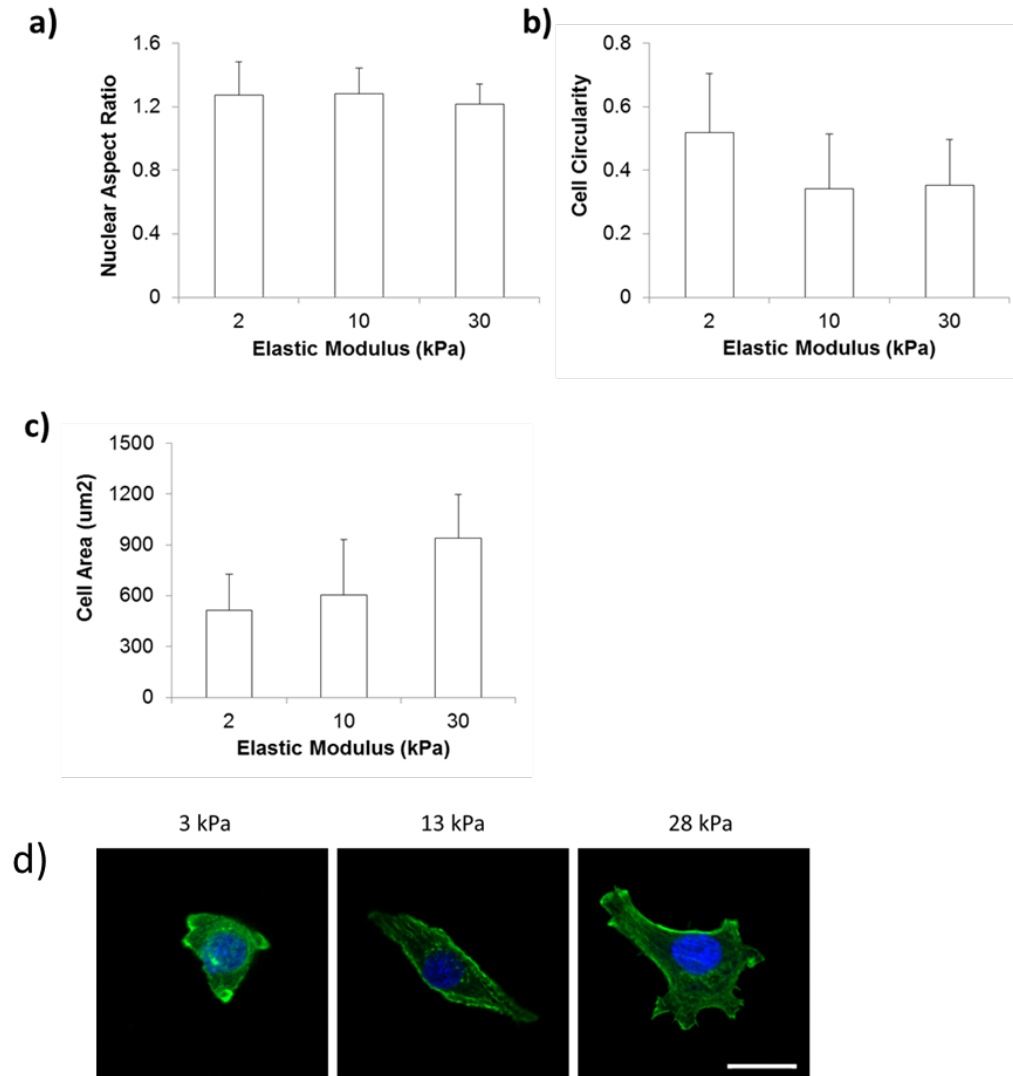 a)
1.6
1.2
0.8
0.4
0
Nuclear Aspect Ratio
2 10 30
Elastic Modulus (kPa)
b)
0.8
0.6
0.4
0.2
0
Cell Circularity
2 10 30
Elastic Modulus (kPa)
c)
1500
1200
900
600
300
0
Cell Area (um2)
2 10 30
Elastic Modulus (kPa)
d)
3 kPa 13 kPa 28 kPa